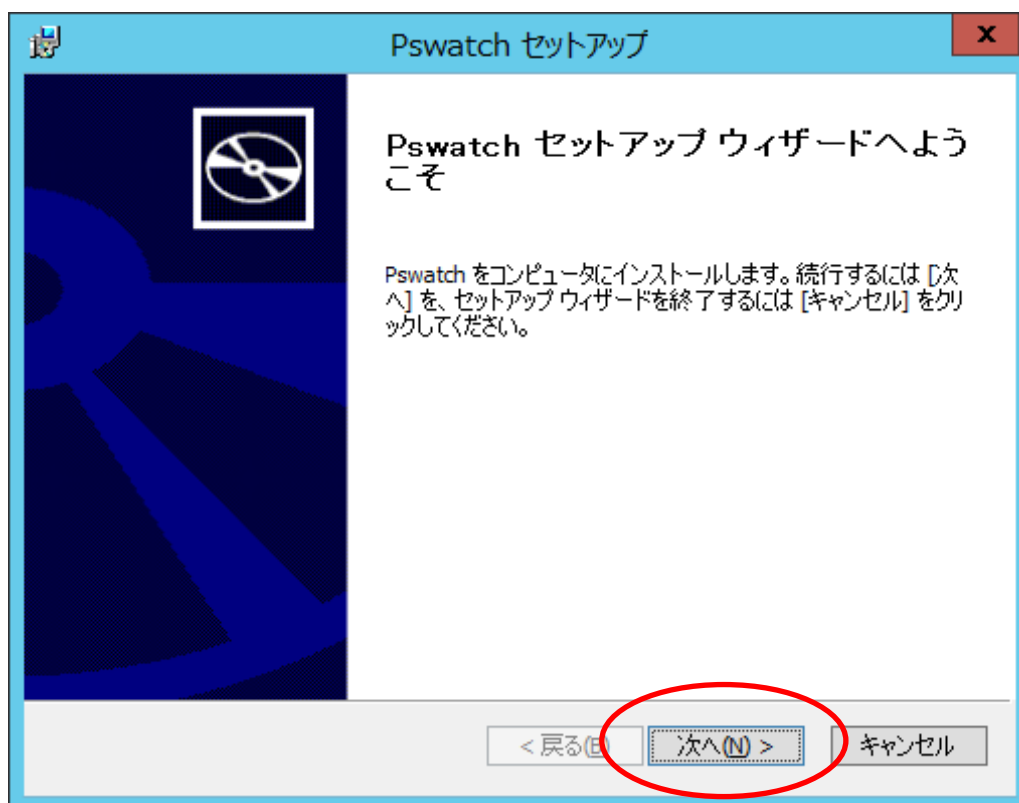 Pswatch セットアップ
x
Pswatch セットアップ ウィザードへよう
こそ
Pswatch をコンピュータにインストールします。続行するには [次
へ] を、セットアップ ウィザードを終了するには [キャンセル] をクリ
ックしてください。
< 戻る(B) 次へ(N) > キャンセル